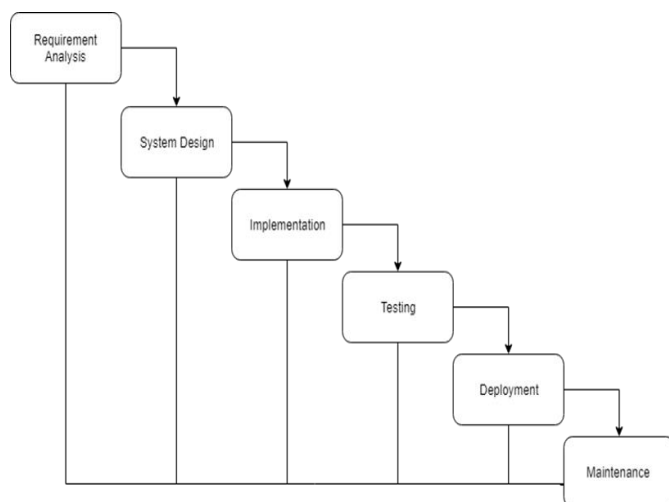 Requirement
Analysis
System Design
Implementation
Testing
Deployment
Maintenance